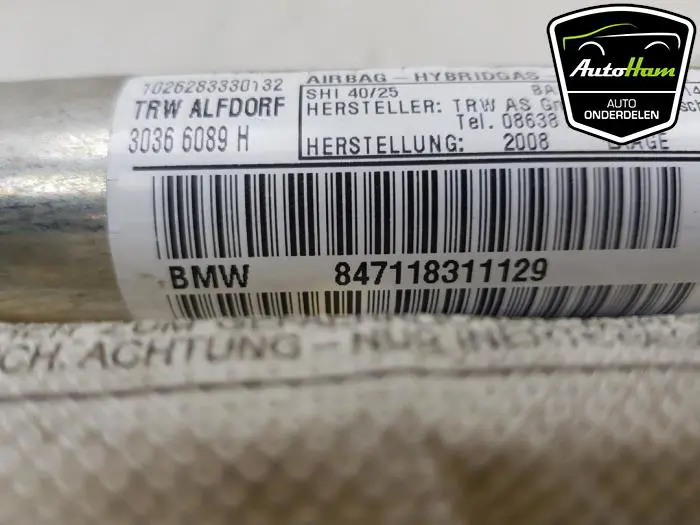 AutoHam
AUTO
ONDERDELEN
1026283330132
TRW ALFDORF
3036 6089 H
AIRBAG - HYBRIDGAS -
SHI 40/25
HERSTELLER: TRW AS
Tel. 08638
HERSTELLUNG: 2008
BMW 847118311129
ACHTUNG - NUR